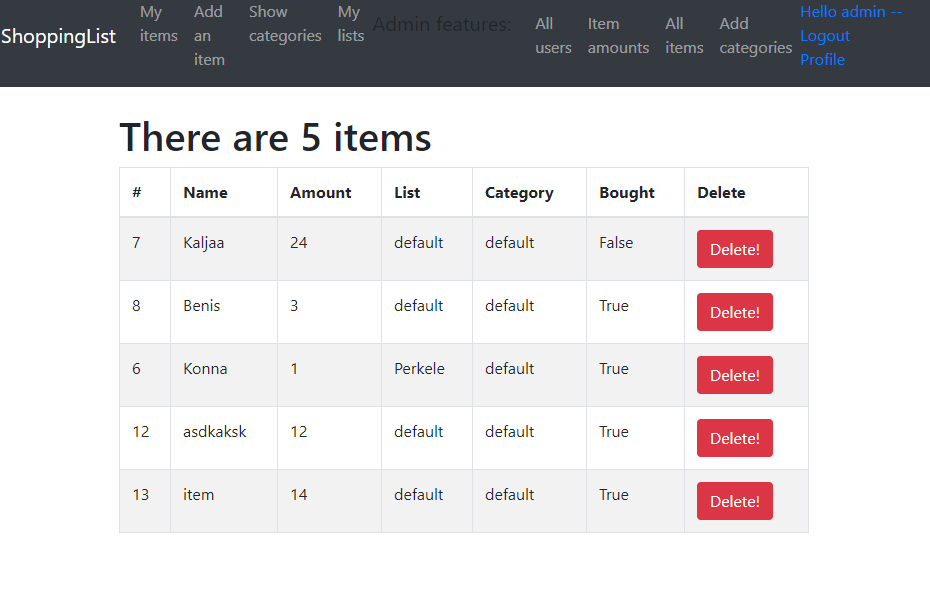 ShoppingList
My items
Add an item
Show categories
My lists
Admin features:
All users
Item amounts
All items
Add categories
Hello admin --
Logout
Profile
There are 5 items
# Name Amount List Category Bought Delete
7 Kaljaa 24 default default False Delete!
8 Benis 3 default default True Delete!
6 Konna 1 Perkele default True Delete!
12 asdkaksk 12 default default True Delete!
13 item 14 default default True Delete!